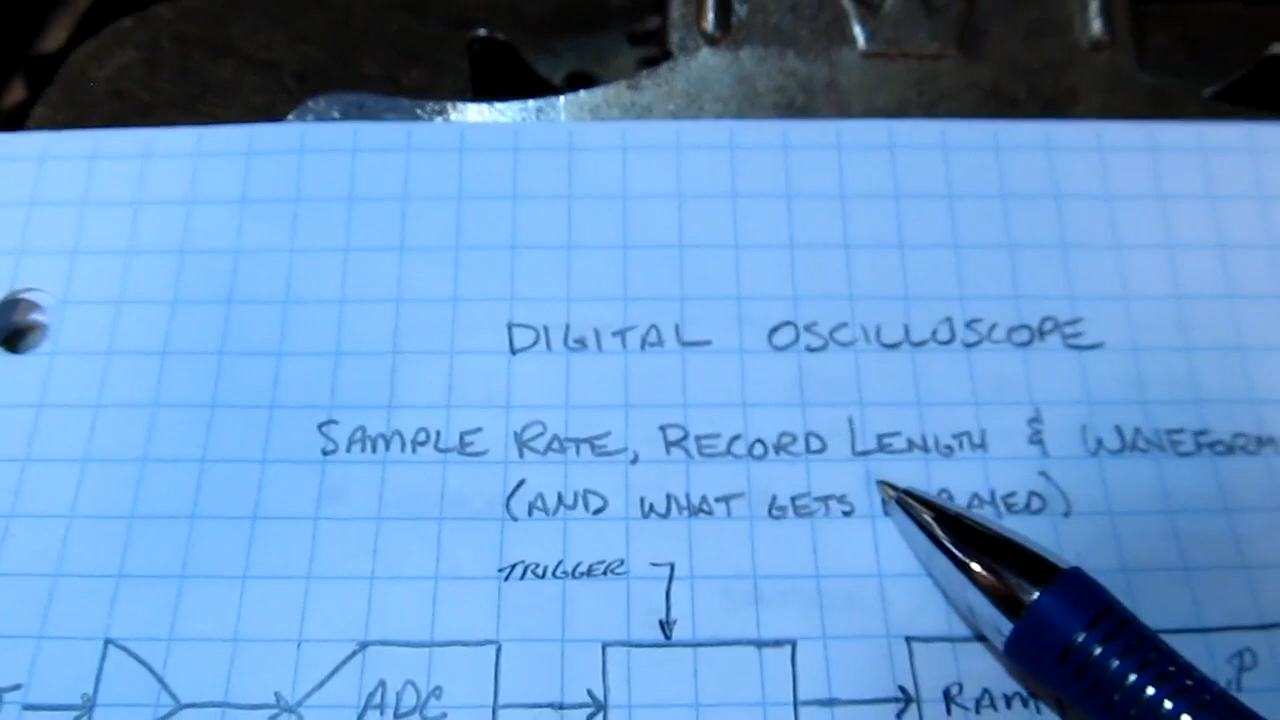 DIGITAL OSCILLOSCOPE
SAMPLE RATE, RECORD LENGTH & WAVEFORM
(AND WHAT GETS
TRIGGER
ADC
RAM